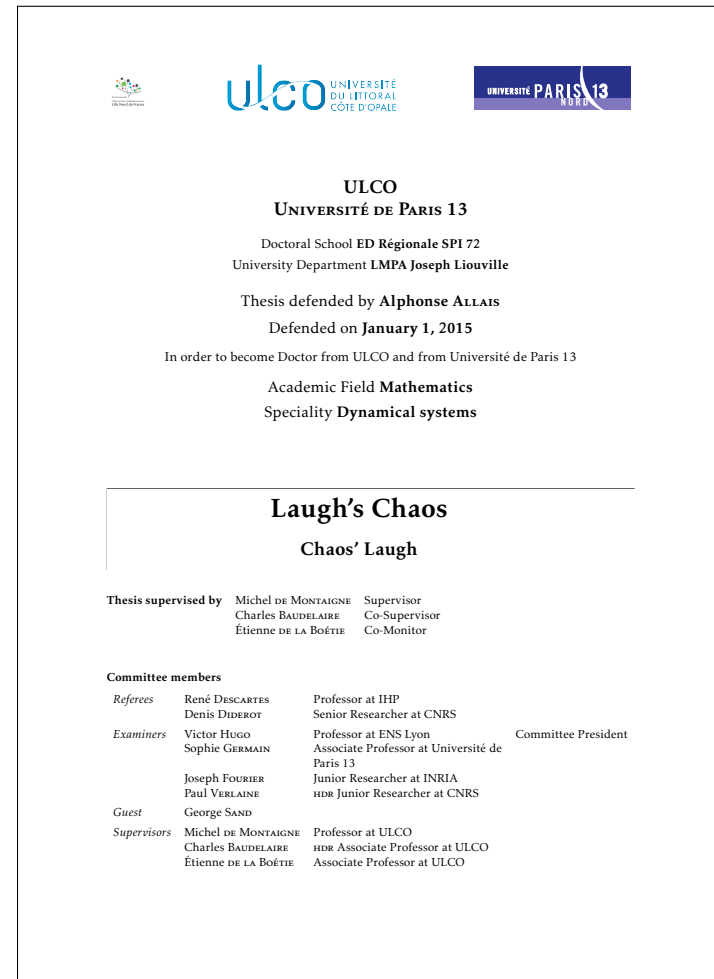 Lille Nord de France
ulco UNIVERSITÉ
DU LITTORAL
CÔTE D'OPALE
UNIVERSITÉ PARIS 13
NORD
ULCO
Université de Paris 13
Doctoral School ED Régionale SPI 72
University Department LMPA Joseph Liouville
Thesis defended by Alphonse Allais
Defended on January 1, 2015
In order to become Doctor from ULCO and from Université de Paris 13
Academic Field Mathematics
Speciality Dynamical systems
Laugh's Chaos
Chaos' Laugh
Thesis supervised by Michel de Montaigne Supervisor
Charles Baudelaire Co-Supervisor
Étienne de la Boétie Co-Monitor
Committee members
Referees René Descartes Professor at IHP
Denis Diderot Senior Researcher at CNRS
Examiners Victor Hugo Professor at ENS Lyon Committee President
Sophie Germain Associate Professor at Université de
Paris 13
Joseph Fourier Junior Researcher at INRIA
Paul Verlaine HDR Junior Researcher at CNRS
Guest George Sand
Supervisors Michel de Montaigne Professor at ULCO
Charles Baudelaire HDR Associate Professor at ULCO
Étienne de la Boétie Associate Professor at ULCO